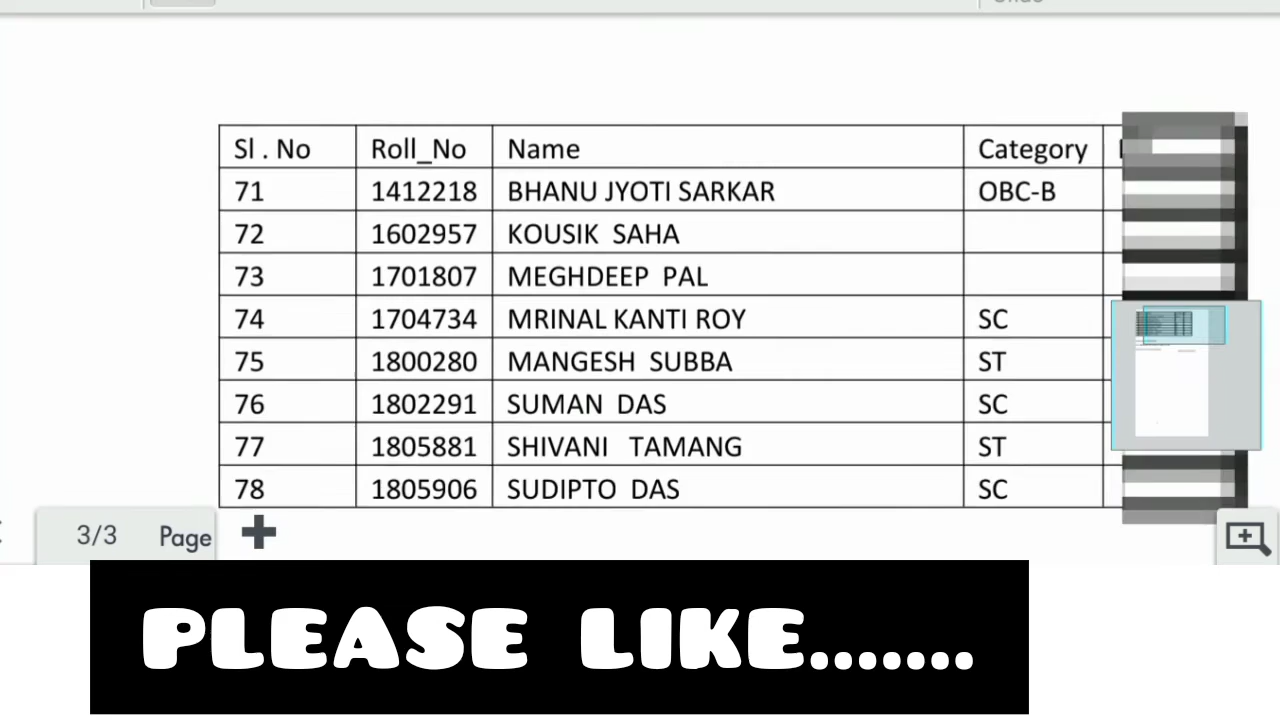 Sl . No Roll_No Name Category
71 1412218 BHANU JYOTI SARKAR OBC-B
72 1602957 KOUSIK SAHA
73 1701807 MEGHDEEP PAL
74 1704734 MRINAL KANTI ROY SC
75 1800280 MANGESH SUBBA ST
76 1802291 SUMAN DAS SC
77 1805881 SHIVANI TAMANG ST
78 1805906 SUDIPTO DAS SC
3/3 Page
PLEASE LIKE.......